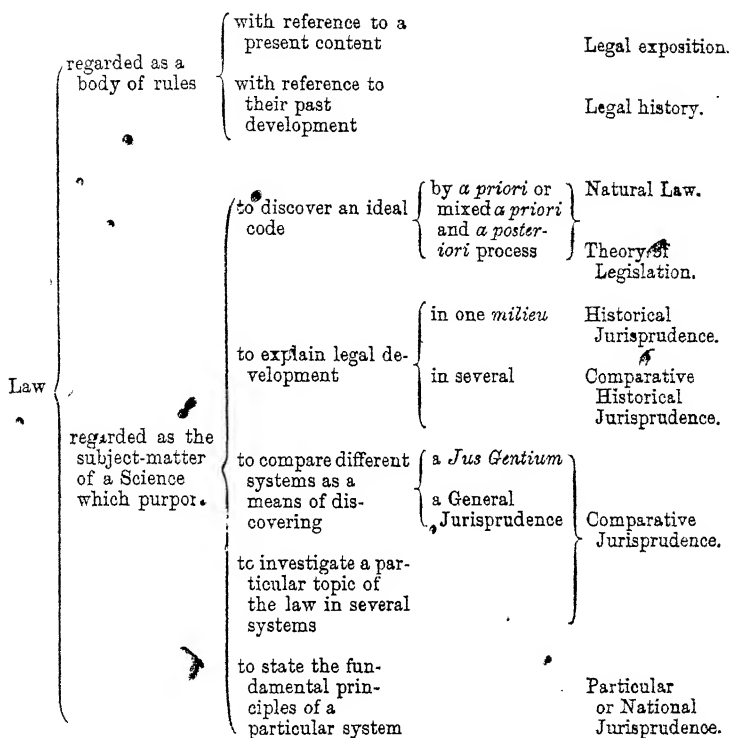 with reference to a
present content
Legal exposition.
regarded as a
body of rules
with reference to
their past
development
Legal history.
to discover an ideal
code
by a priori or
mixed a priori
and a poster-
iori process
Natural Law.
Theory of
Legislation.
in one milieu
Historical
Jurisprudence.
to explain legal de-
velopment
in several
Comparative
Historical
Jurisprudence.
Law
regarded as the
subject-matter
of a Science
which purpor.
to compare different
systems as a
means of dis-
covering
a Jus Gentium
a General
Jurisprudence
Comparative
Jurisprudence.
to investigate a par-
ticular topic of
the law in several
systems
to state the fun-
damental prin-
ciples of a
particular system
Particular
or National
Jurisprudence.